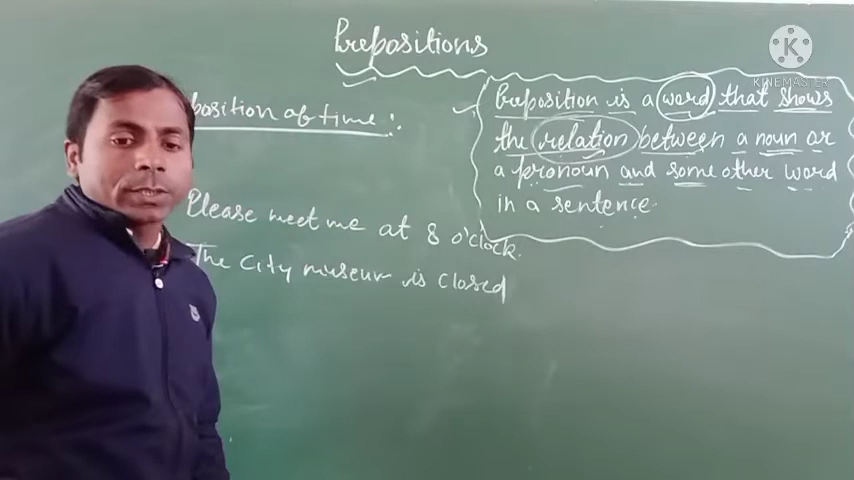 Prepositions
position of time:
Preposition is a word that shows
the relation between a noun or
a pronoun and some other word
in a sentence
Please meet me at 8 o'clock.
The City museum is closed
KINEMASTER